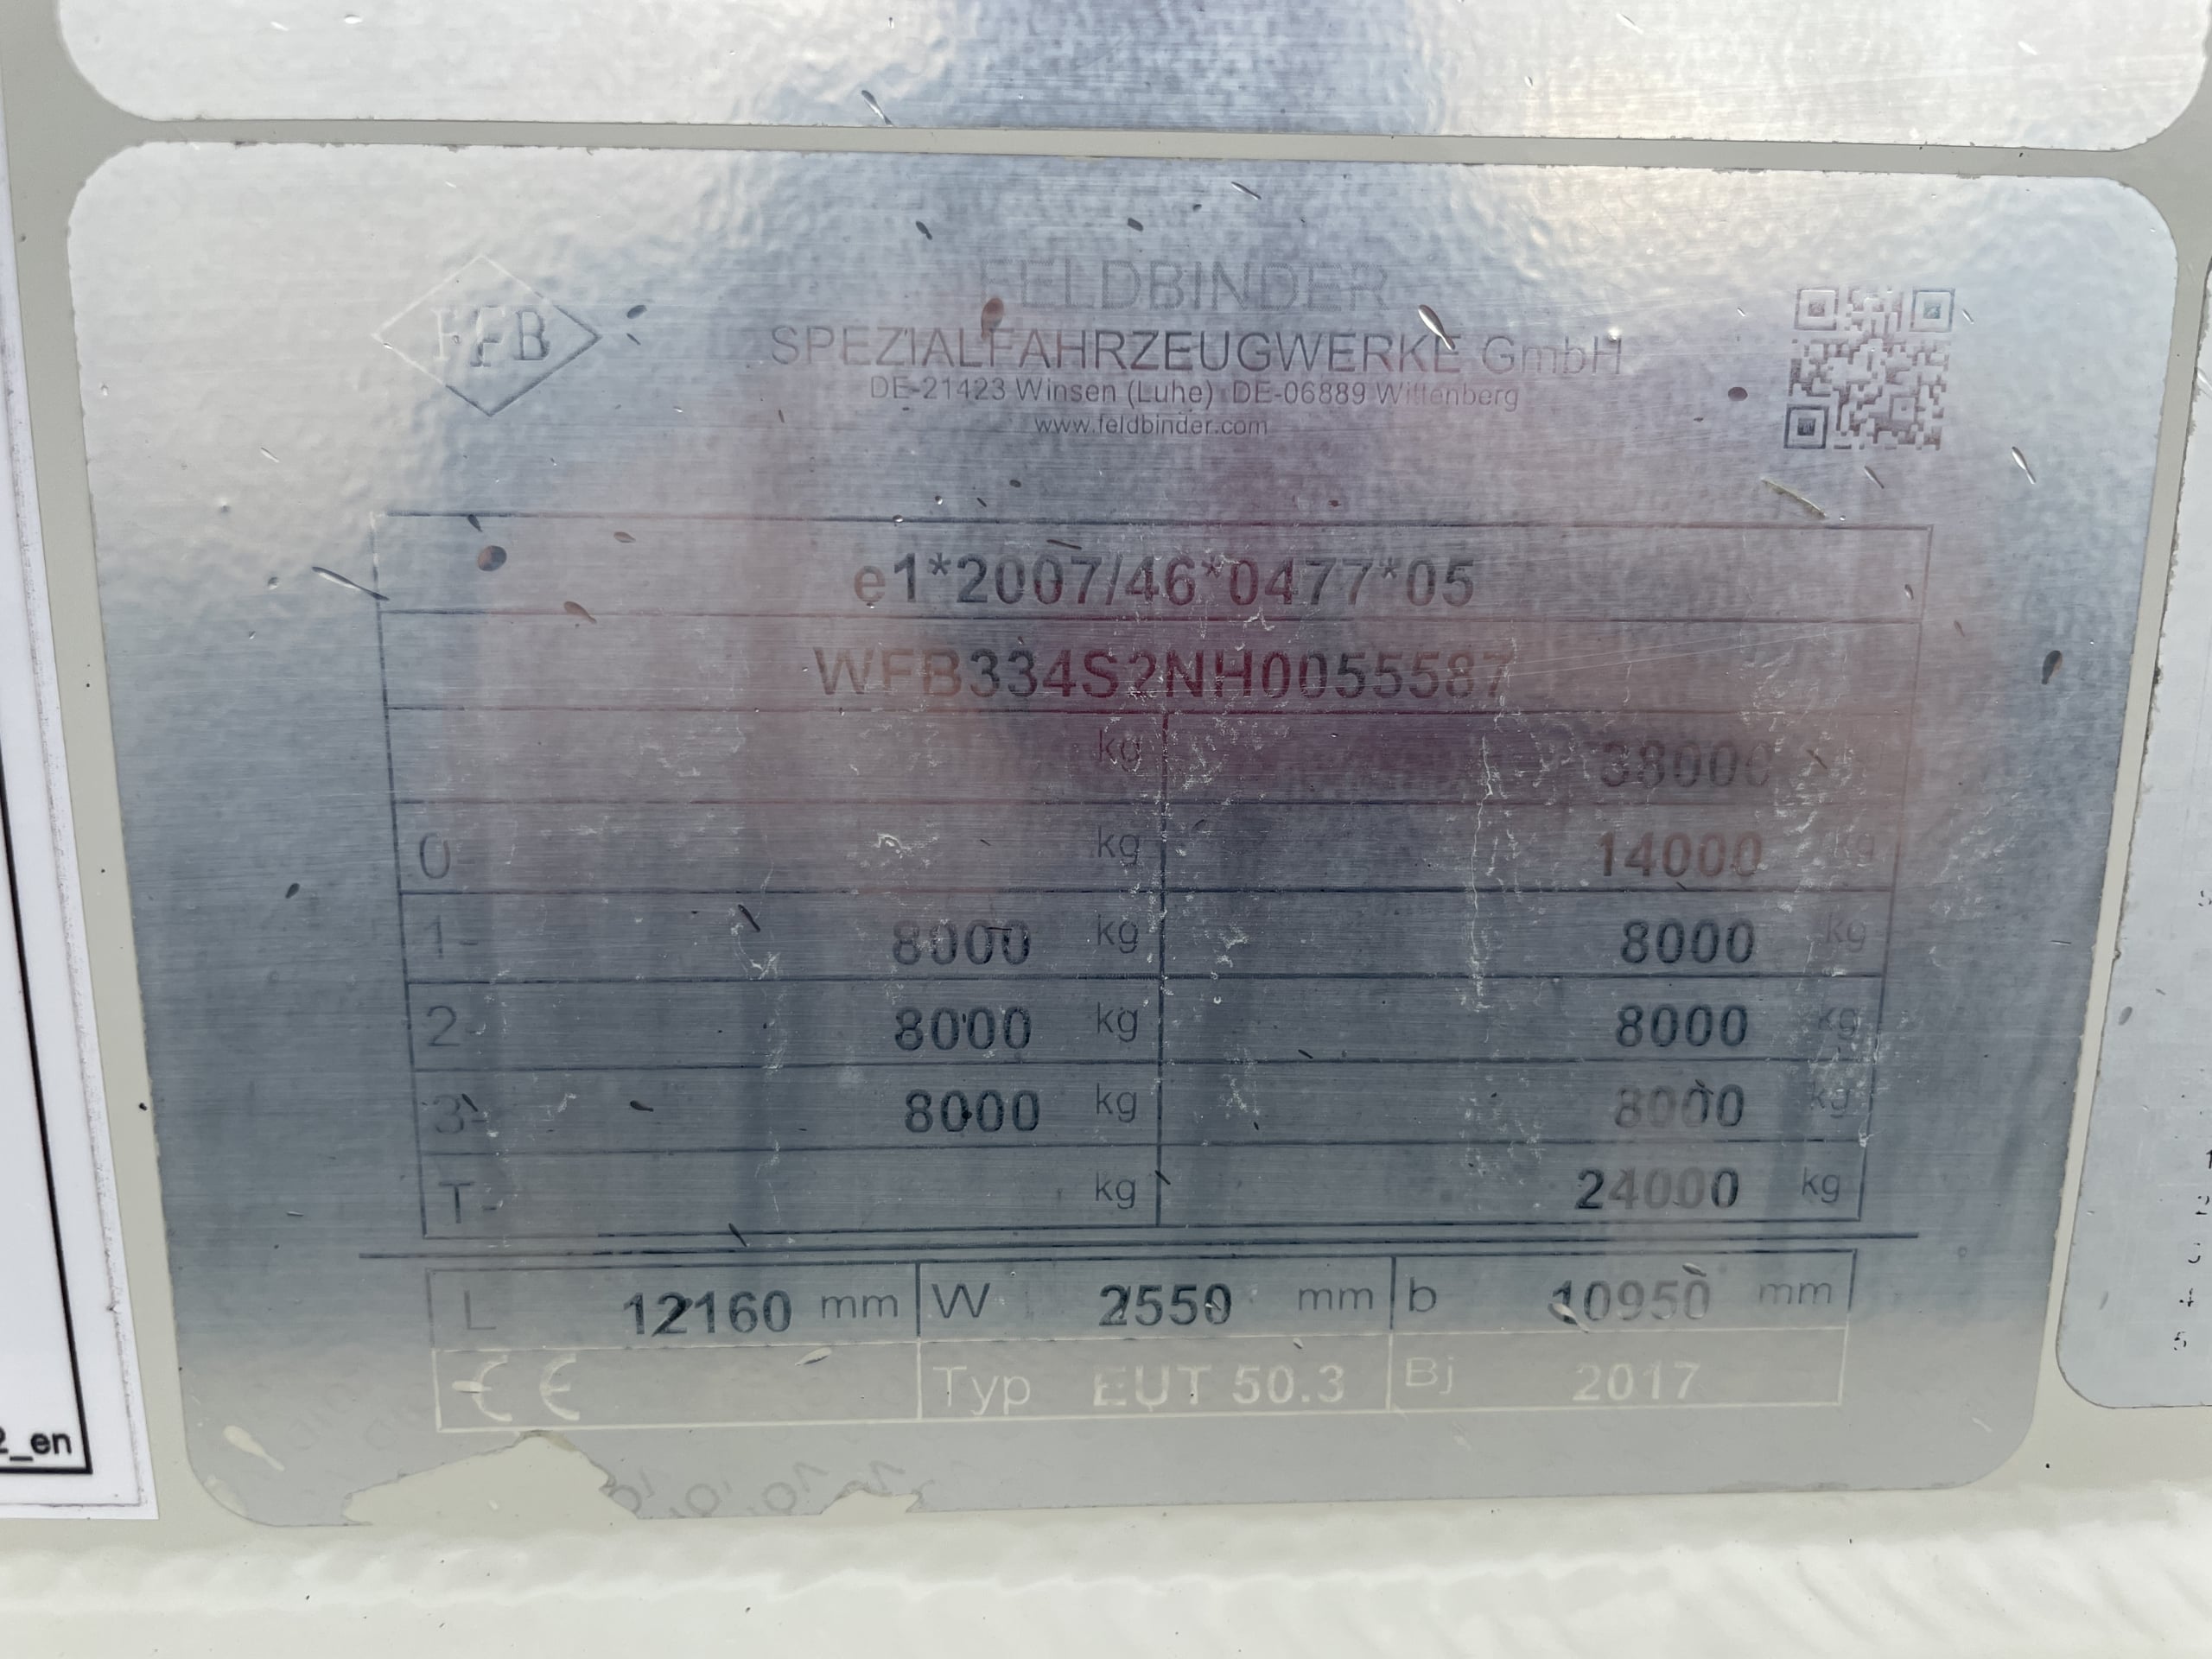 FFB
FELDBINDER
SPEZIALFAHRZEUGWERKE GmbH
DE-21423 Winsen (Luhe) DE-06889 Wittenberg
www.feldbinder.com
e1*2007/46*0477*05
WFB334S2NH0055587
kg 38000
0- kg 14000 kg
1- 8000 kg 8000 kg
2- 8000 kg 8000 kg
3- 8000 kg 8000 kg
T- kg 24000 kg
L 12160 mm W 2550 mm b 10950 mm
CE Typ EUT 50.3 Bj 2017
2_en